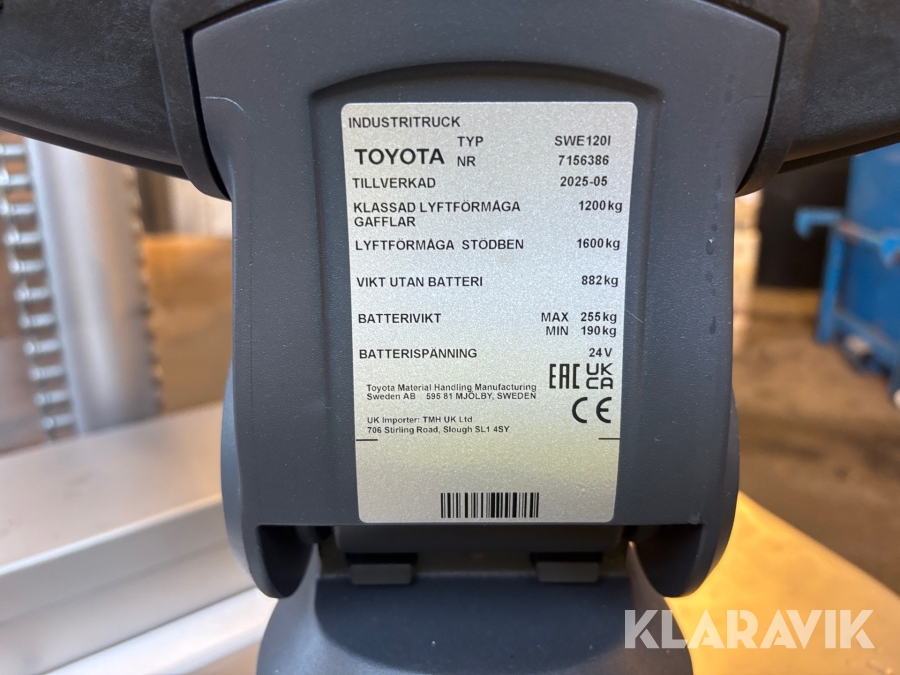 INDUSTRITRUCK
TOYOTA
TYP SWE120I
NR 7156386
TILLVERKAD 2025-05
KLASSAD LYFTFÖRMÅGA 1200kg
GAFFLAR
LYFTFÖRMÅGA STÖDBEN 1600kg
VIKT UTAN BATTERI 882kg
BATTERIVIKT MAX 255kg
MIN 190kg
BATTERISPÄNNING 24V
Toyota Material Handling Manufacturing
Sweden AB 595 81 MJÖLBY, SWEDEN
EAC UK CA
CE
UK Importer: TMH UK Ltd
706 Stirling Road, Slough SL1 4SY
KLARAVIK